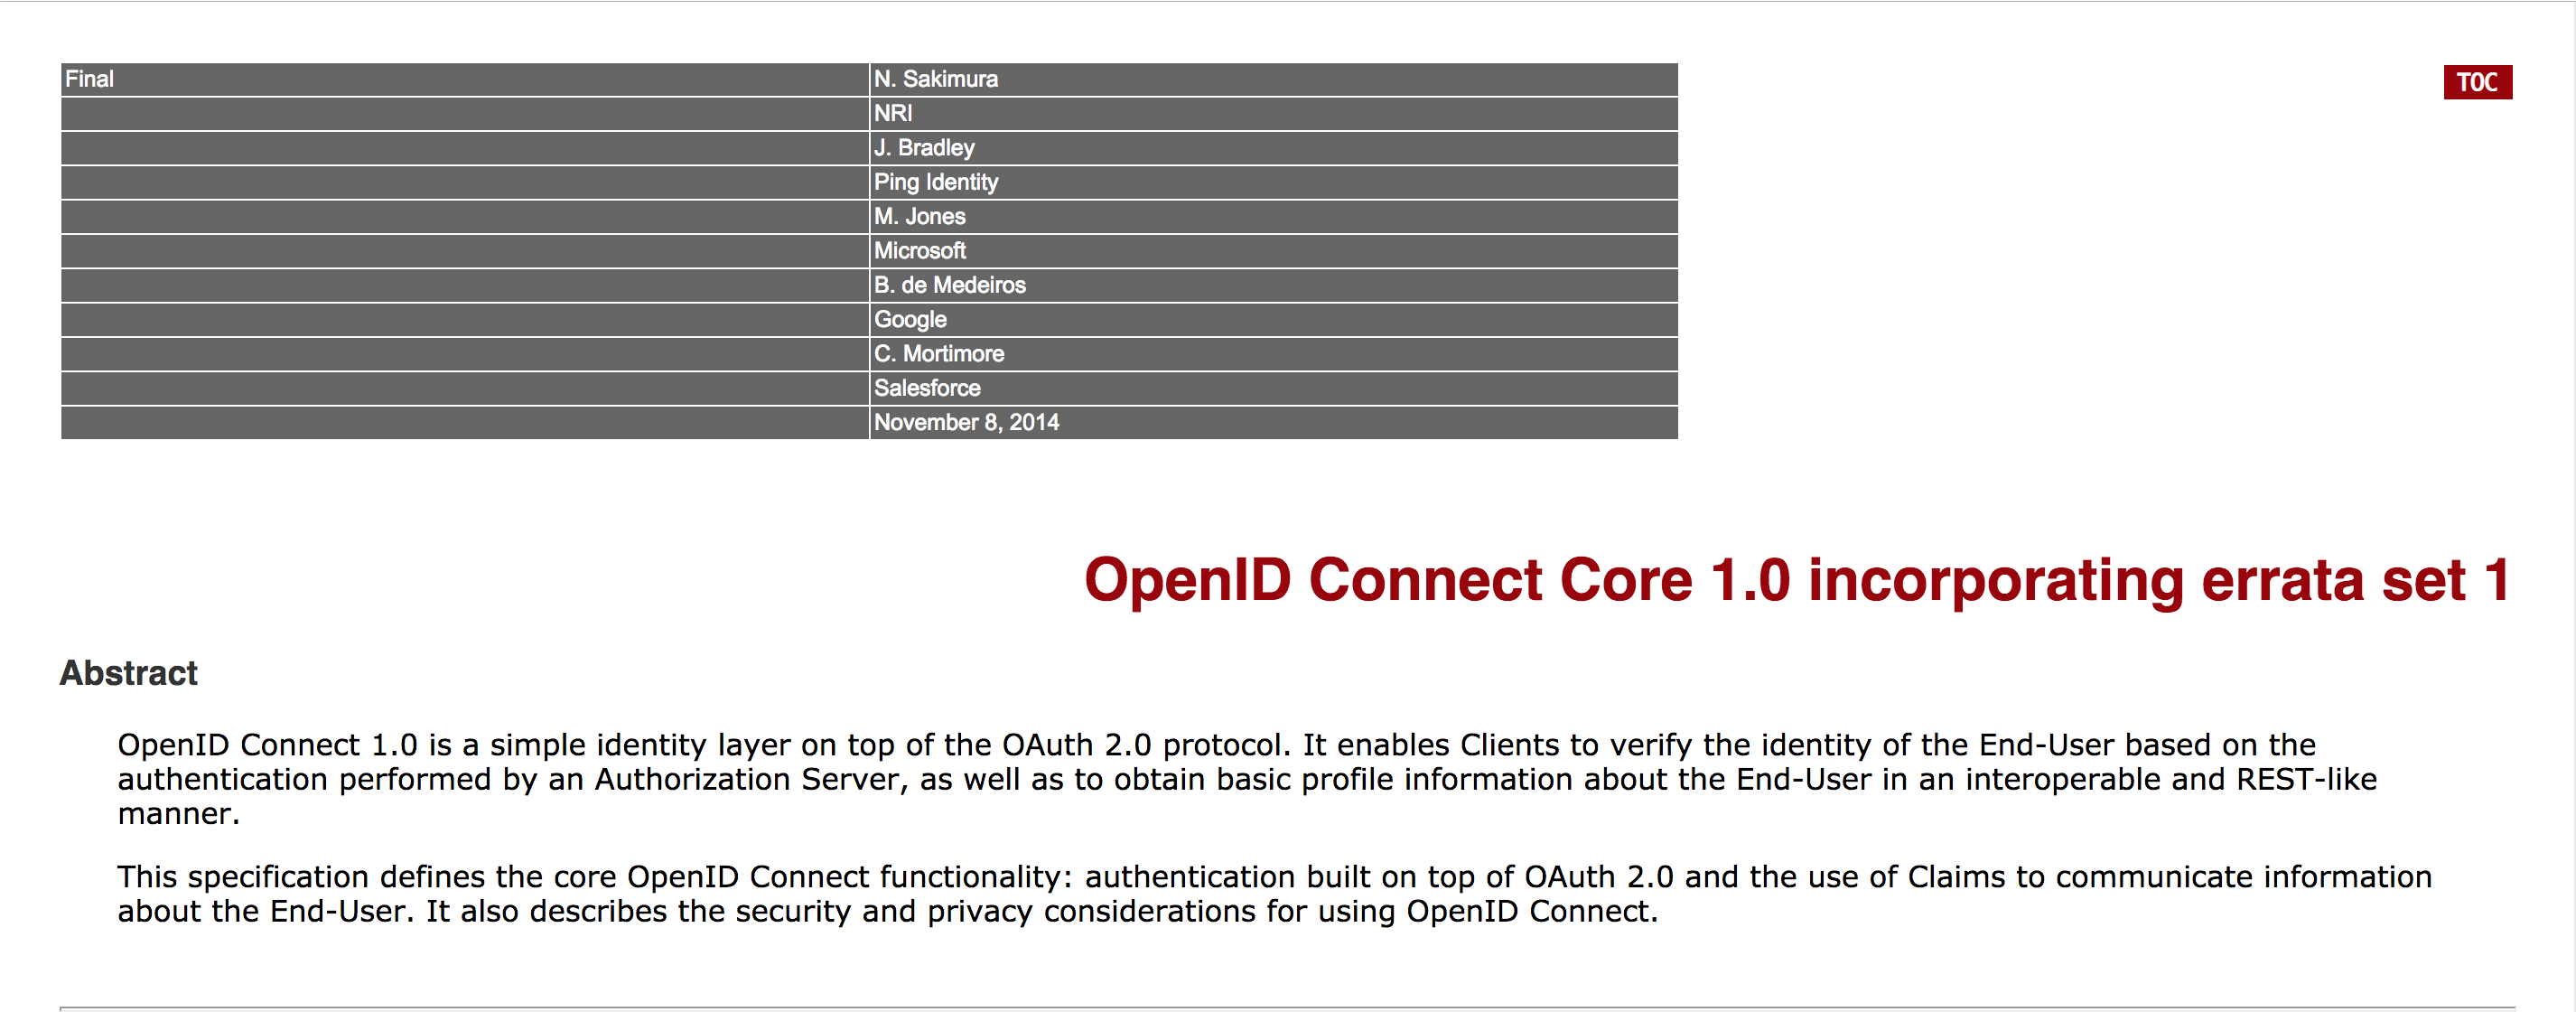 Final N. Sakimura
NRI
J. Bradley
Ping Identity
M. Jones
Microsoft
B. de Medeiros
Google
C. Mortimore
Salesforce
November 8, 2014
TOC
OpenID Connect Core 1.0 incorporating errata set 1
Abstract
OpenID Connect 1.0 is a simple identity layer on top of the OAuth 2.0 protocol. It enables Clients to verify the identity of the End-User based on the
authentication performed by an Authorization Server, as well as to obtain basic profile information about the End-User in an interoperable and REST-like
manner.
This specification defines the core OpenID Connect functionality: authentication built on top of OAuth 2.0 and the use of Claims to communicate information
about the End-User. It also describes the security and privacy considerations for using OpenID Connect.